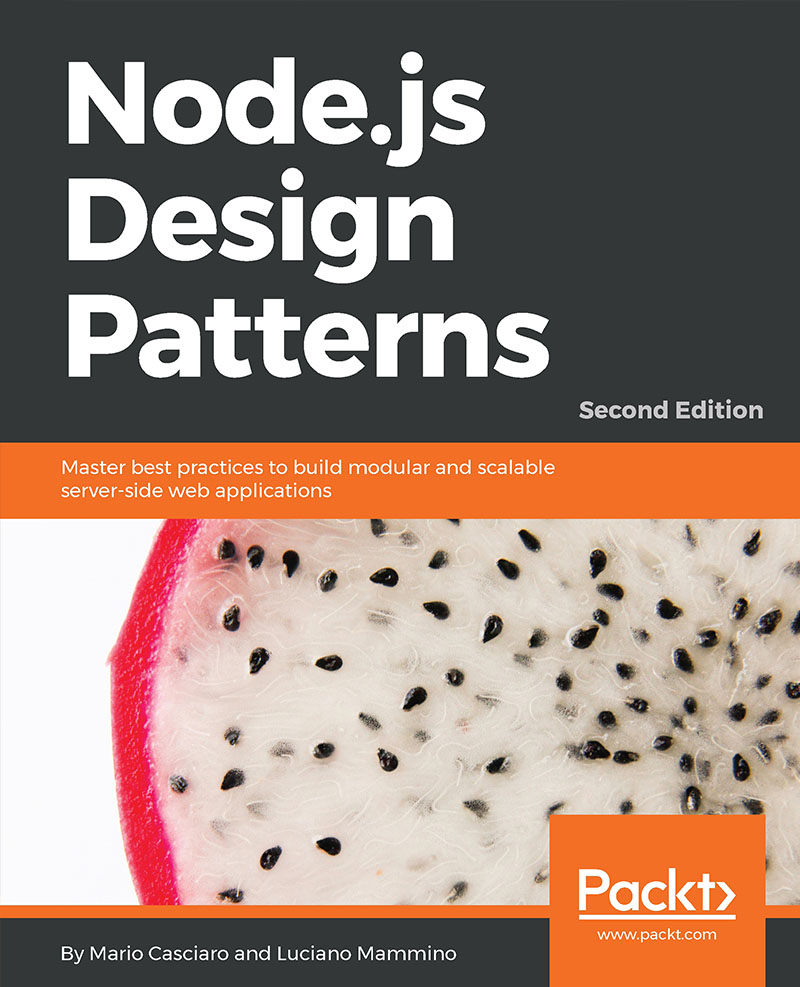 Node.js
Design
Patterns
Second Edition
Master best practices to build modular and scalable
server-side web applications
Packt>
www.packt.com
By Mario Casciaro and Luciano Mammino